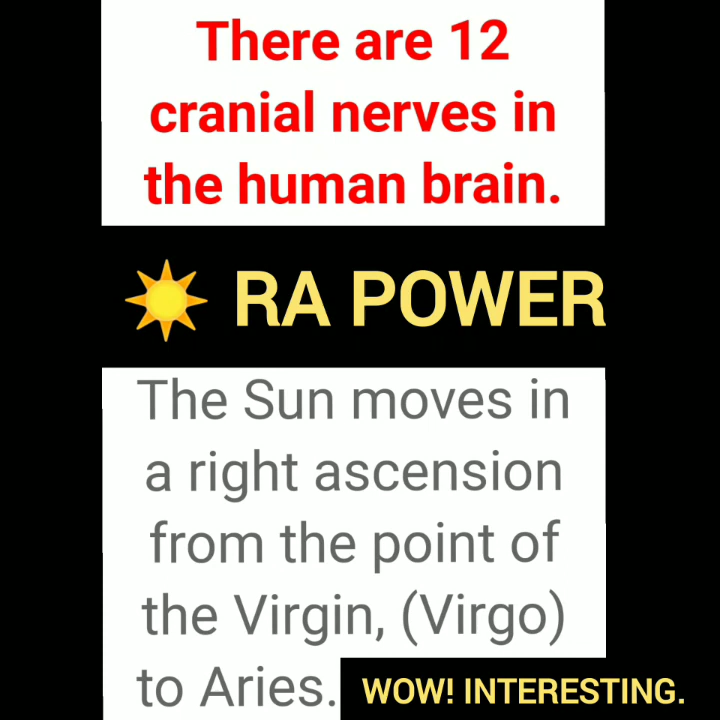 There are 12
cranial nerves in
the human brain.
☀ RA POWER
The Sun moves in
a right ascension
from the point of
the Virgin, (Virgo)
to Aries.
WOW! INTERESTING.